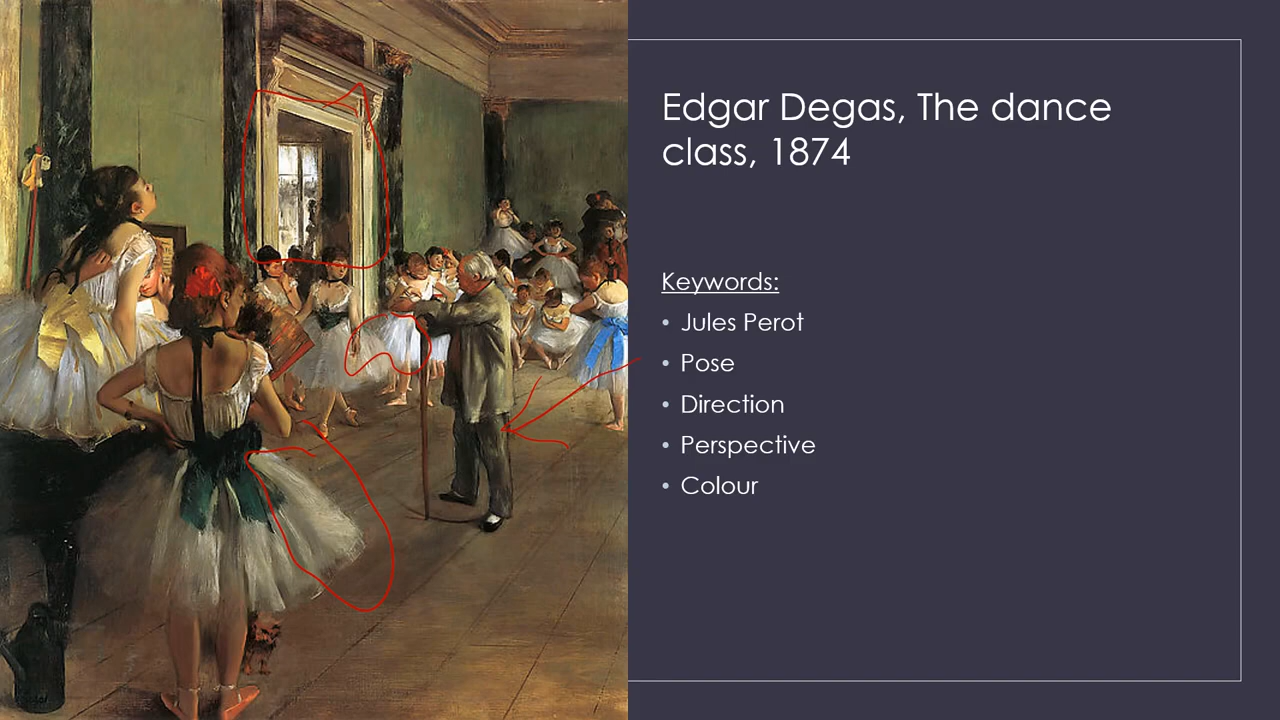 Edgar Degas, The dance
class, 1874
Keywords:
• Jules Perot
• Pose
• Direction
• Perspective
• Colour